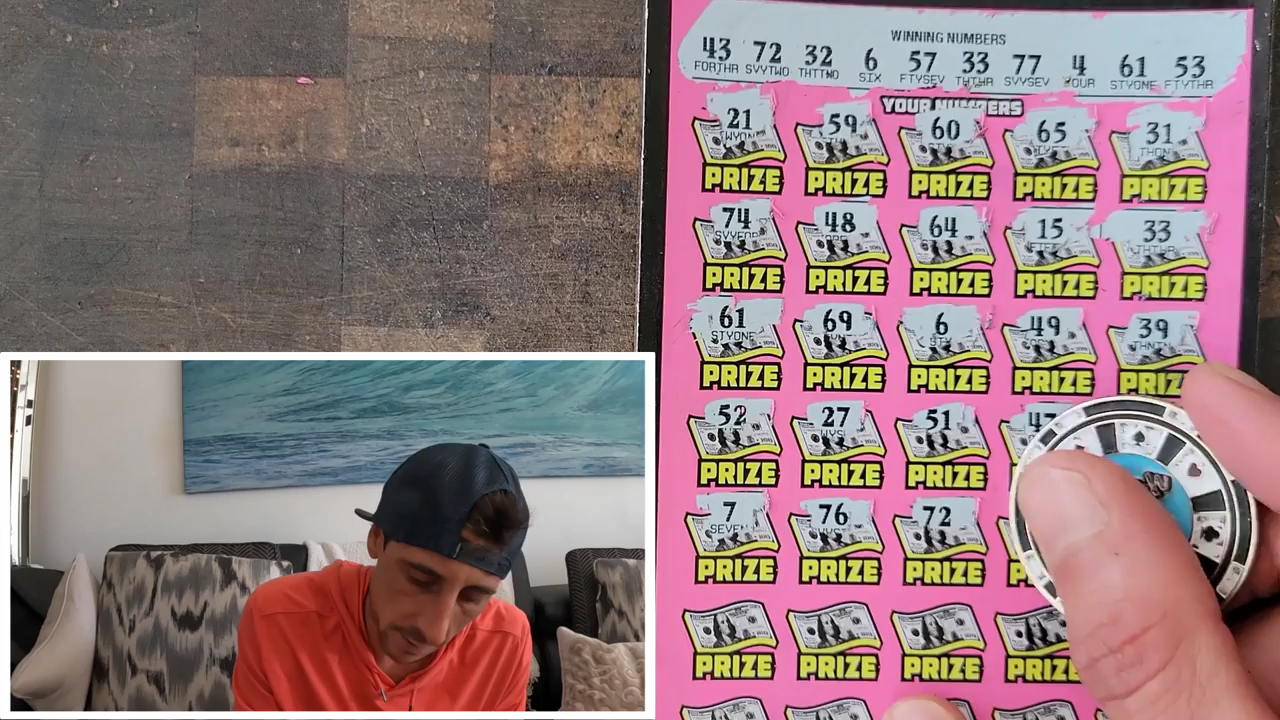 WINNING NUMBERS
43 72 32 6 57 33 77 4 61 53
FORTHR SVYTWO THTTWO SIX FTYSEV THTHR SVYSEV FOUR STYONE FTYTHR
YOUR NUMBERS
21 59 60 65 31
PRIZE PRIZE PRIZE PRIZE PRIZE
74 48 64 15 33
PRIZE PRIZE PRIZE PRIZE PRIZE
61 69 6 49 39
STYONE
PRIZE PRIZE PRIZE PRIZE PRIZE
52 27 51 47
PRIZE PRIZE PRIZE
7 76 72
SEVEN
PRIZE PRIZE PRIZE
PRIZE PRIZE PRIZE PRIZE